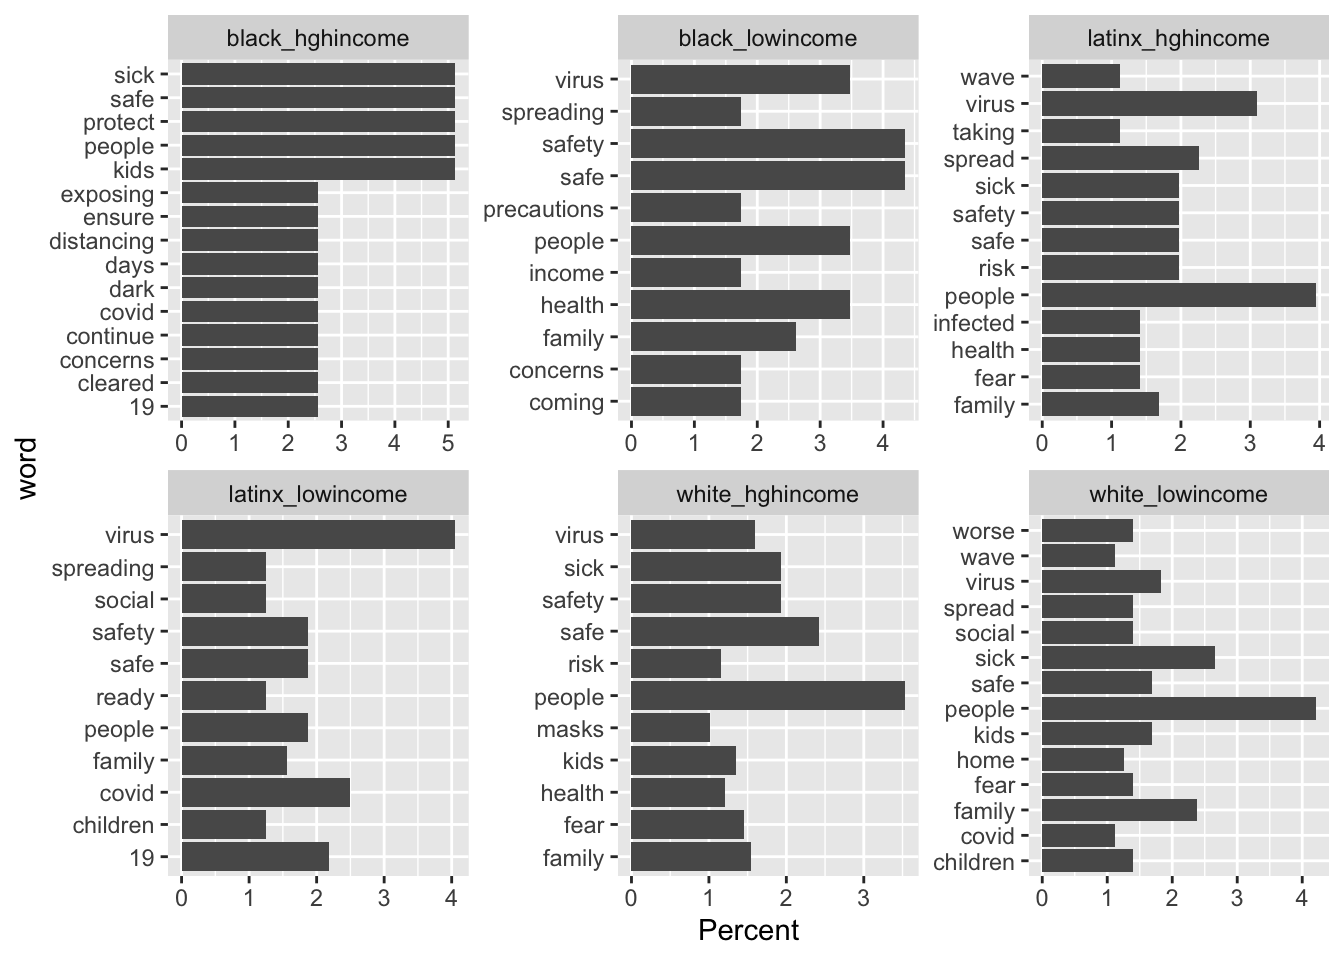 black_hghincome
sick
safe
protect
people
kids
exposing
ensure
distancing
days
dark
covid
continue
concerns
cleared
19
0 1 2 3 4 5
black_lowincome
virus
spreading
safety
safe
precautions
people
income
health
family
concerns
coming
0 1 2 3 4
latinx_hghincome
wave
virus
taking
spread
sick
safety
safe
risk
people
infected
health
fear
family
0 1 2 3 4
word
latinx_lowincome
virus
spreading
social
safety
safe
ready
people
family
covid
children
19
0 1 2 3 4
white_hghincome
virus
sick
safety
safe
risk
people
masks
kids
health
fear
family
0 1 2 3
white_lowincome
worse
wave
virus
spread
social
sick
safe
people
kids
home
fear
family
covid
children
0 1 2 3 4
Percent